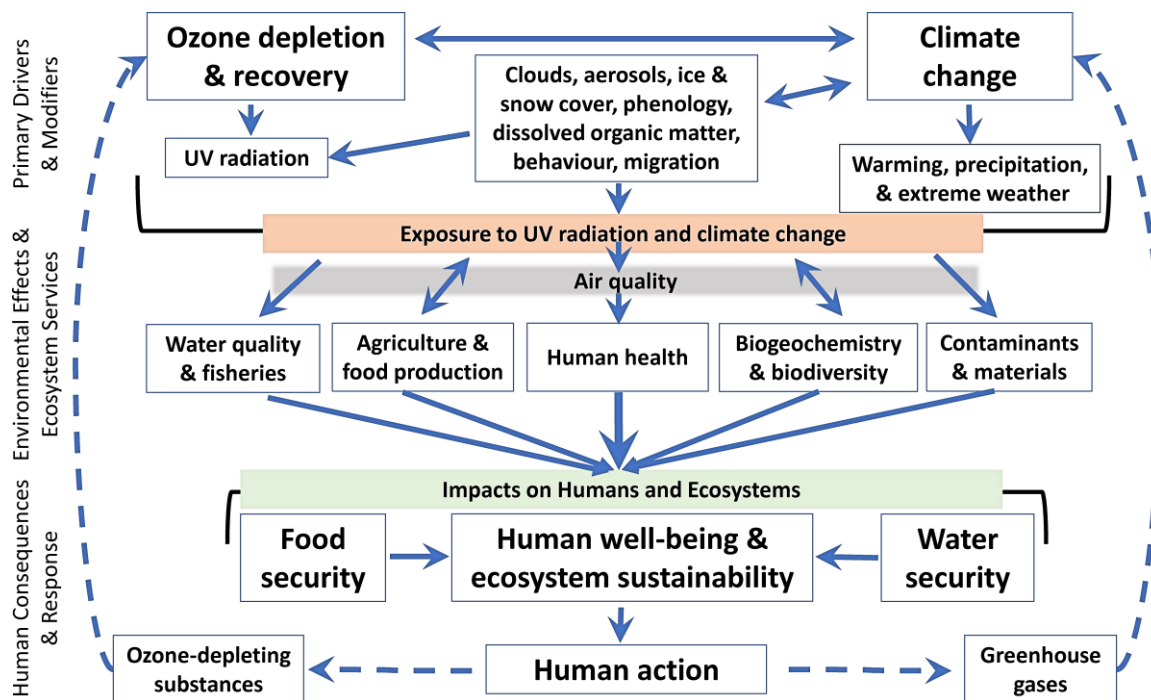 Primary Drivers
& Modifiers
Ozone depletion
& recovery
Climate
change
Clouds, aerosols, ice &
snow cover, phenology,
dissolved organic matter,
behaviour, migration
UV radiation
Warming, precipitation,
& extreme weather
Exposure to UV radiation and climate change
Environmental Effects &
Ecosystem Services
Air quality
Water quality
& fisheries
Agriculture &
food production
Human health
Biogeochemistry
& biodiversity
Contaminants
& materials
Human Consequences
& Response
Impacts on Humans and Ecosystems
Food
security
Human well-being &
ecosystem sustainability
Water
security
Ozone-depleting
substances
Human action
Greenhouse
gases